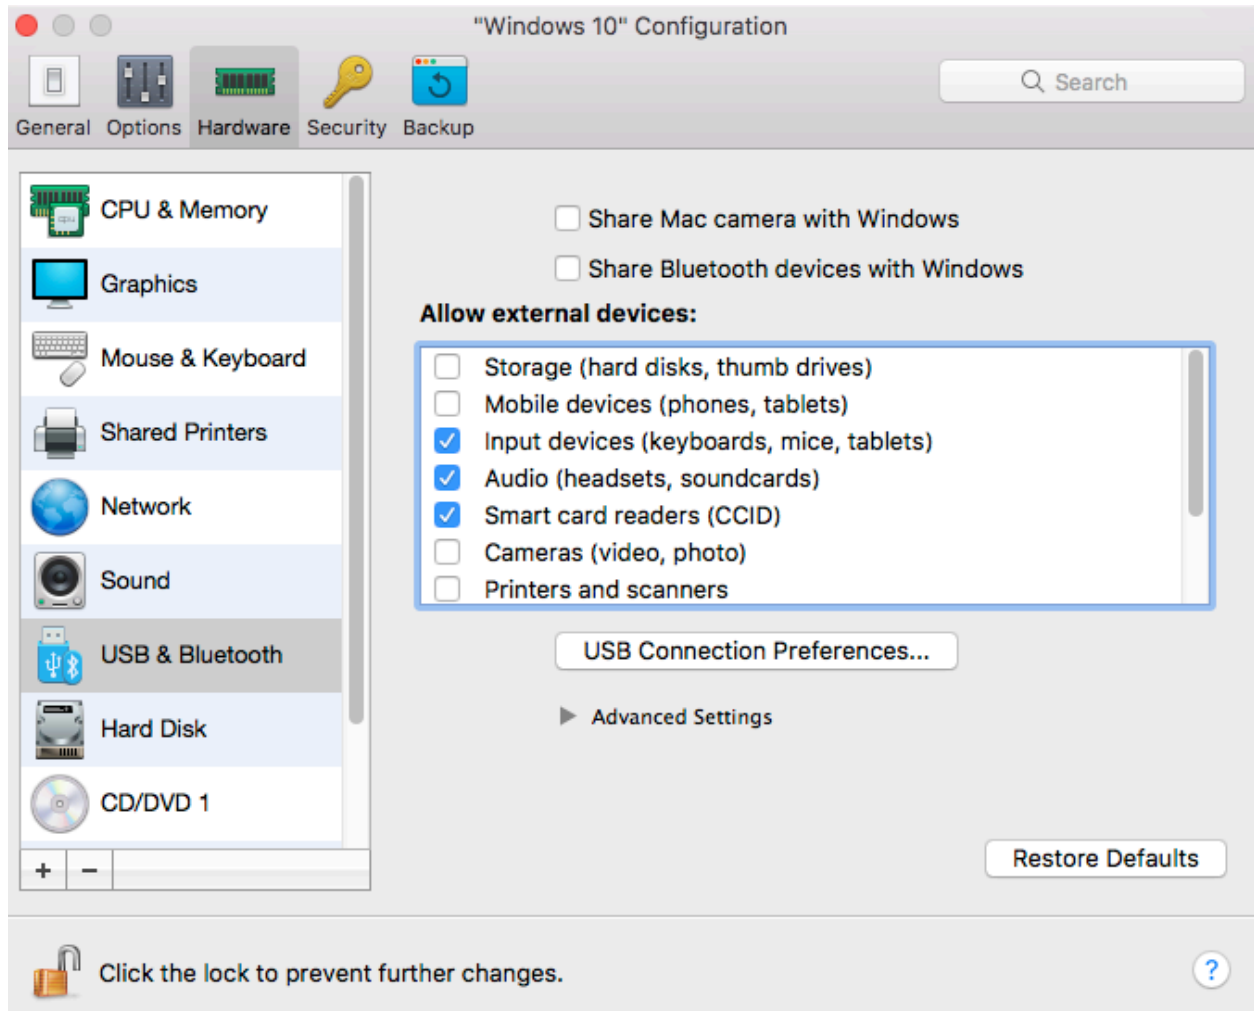 "Windows 10" Configuration
Search
General Options Hardware Security Backup
CPU & Memory
Graphics
Mouse & Keyboard
Shared Printers
Network
Sound
USB & Bluetooth
Hard Disk
CD/DVD 1
Share Mac camera with Windows
Share Bluetooth devices with Windows
Allow external devices:
Storage (hard disks, thumb drives)
Mobile devices (phones, tablets)
Input devices (keyboards, mice, tablets)
Audio (headsets, soundcards)
Smart card readers (CCID)
Cameras (video, photo)
Printers and scanners
USB Connection Preferences...
Advanced Settings
Restore Defaults
+ −
Click the lock to prevent further changes.
?